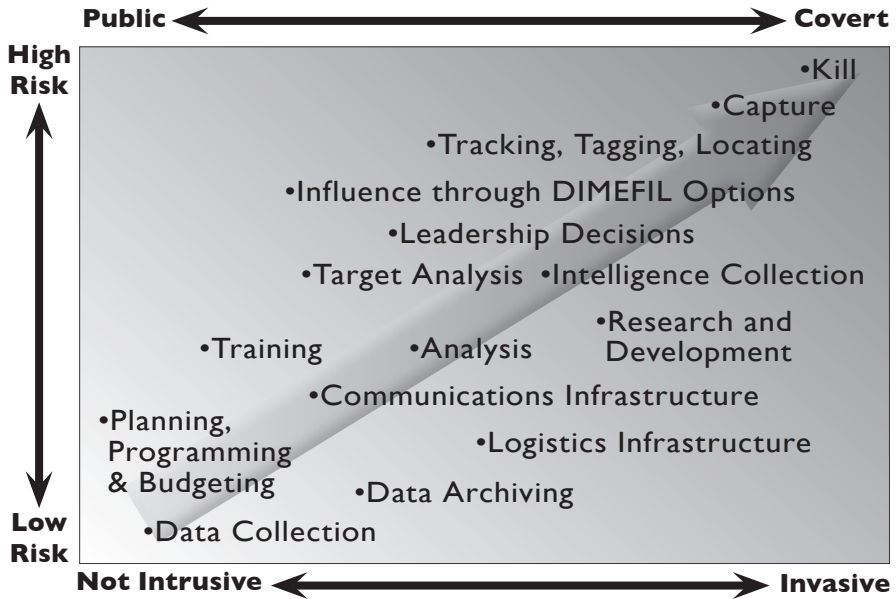 Public
Covert
High
Risk
•Kill
•Capture
•Tracking, Tagging, Locating
•Influence through DIMEFIL Options
•Leadership Decisions
•Target Analysis •Intelligence Collection
•Research and
Development
•Training
•Analysis
•Communications Infrastructure
•Planning,
Programming
& Budgeting
•Logistics Infrastructure
•Data Archiving
•Data Collection
Low
Risk
Not Intrusive
Invasive